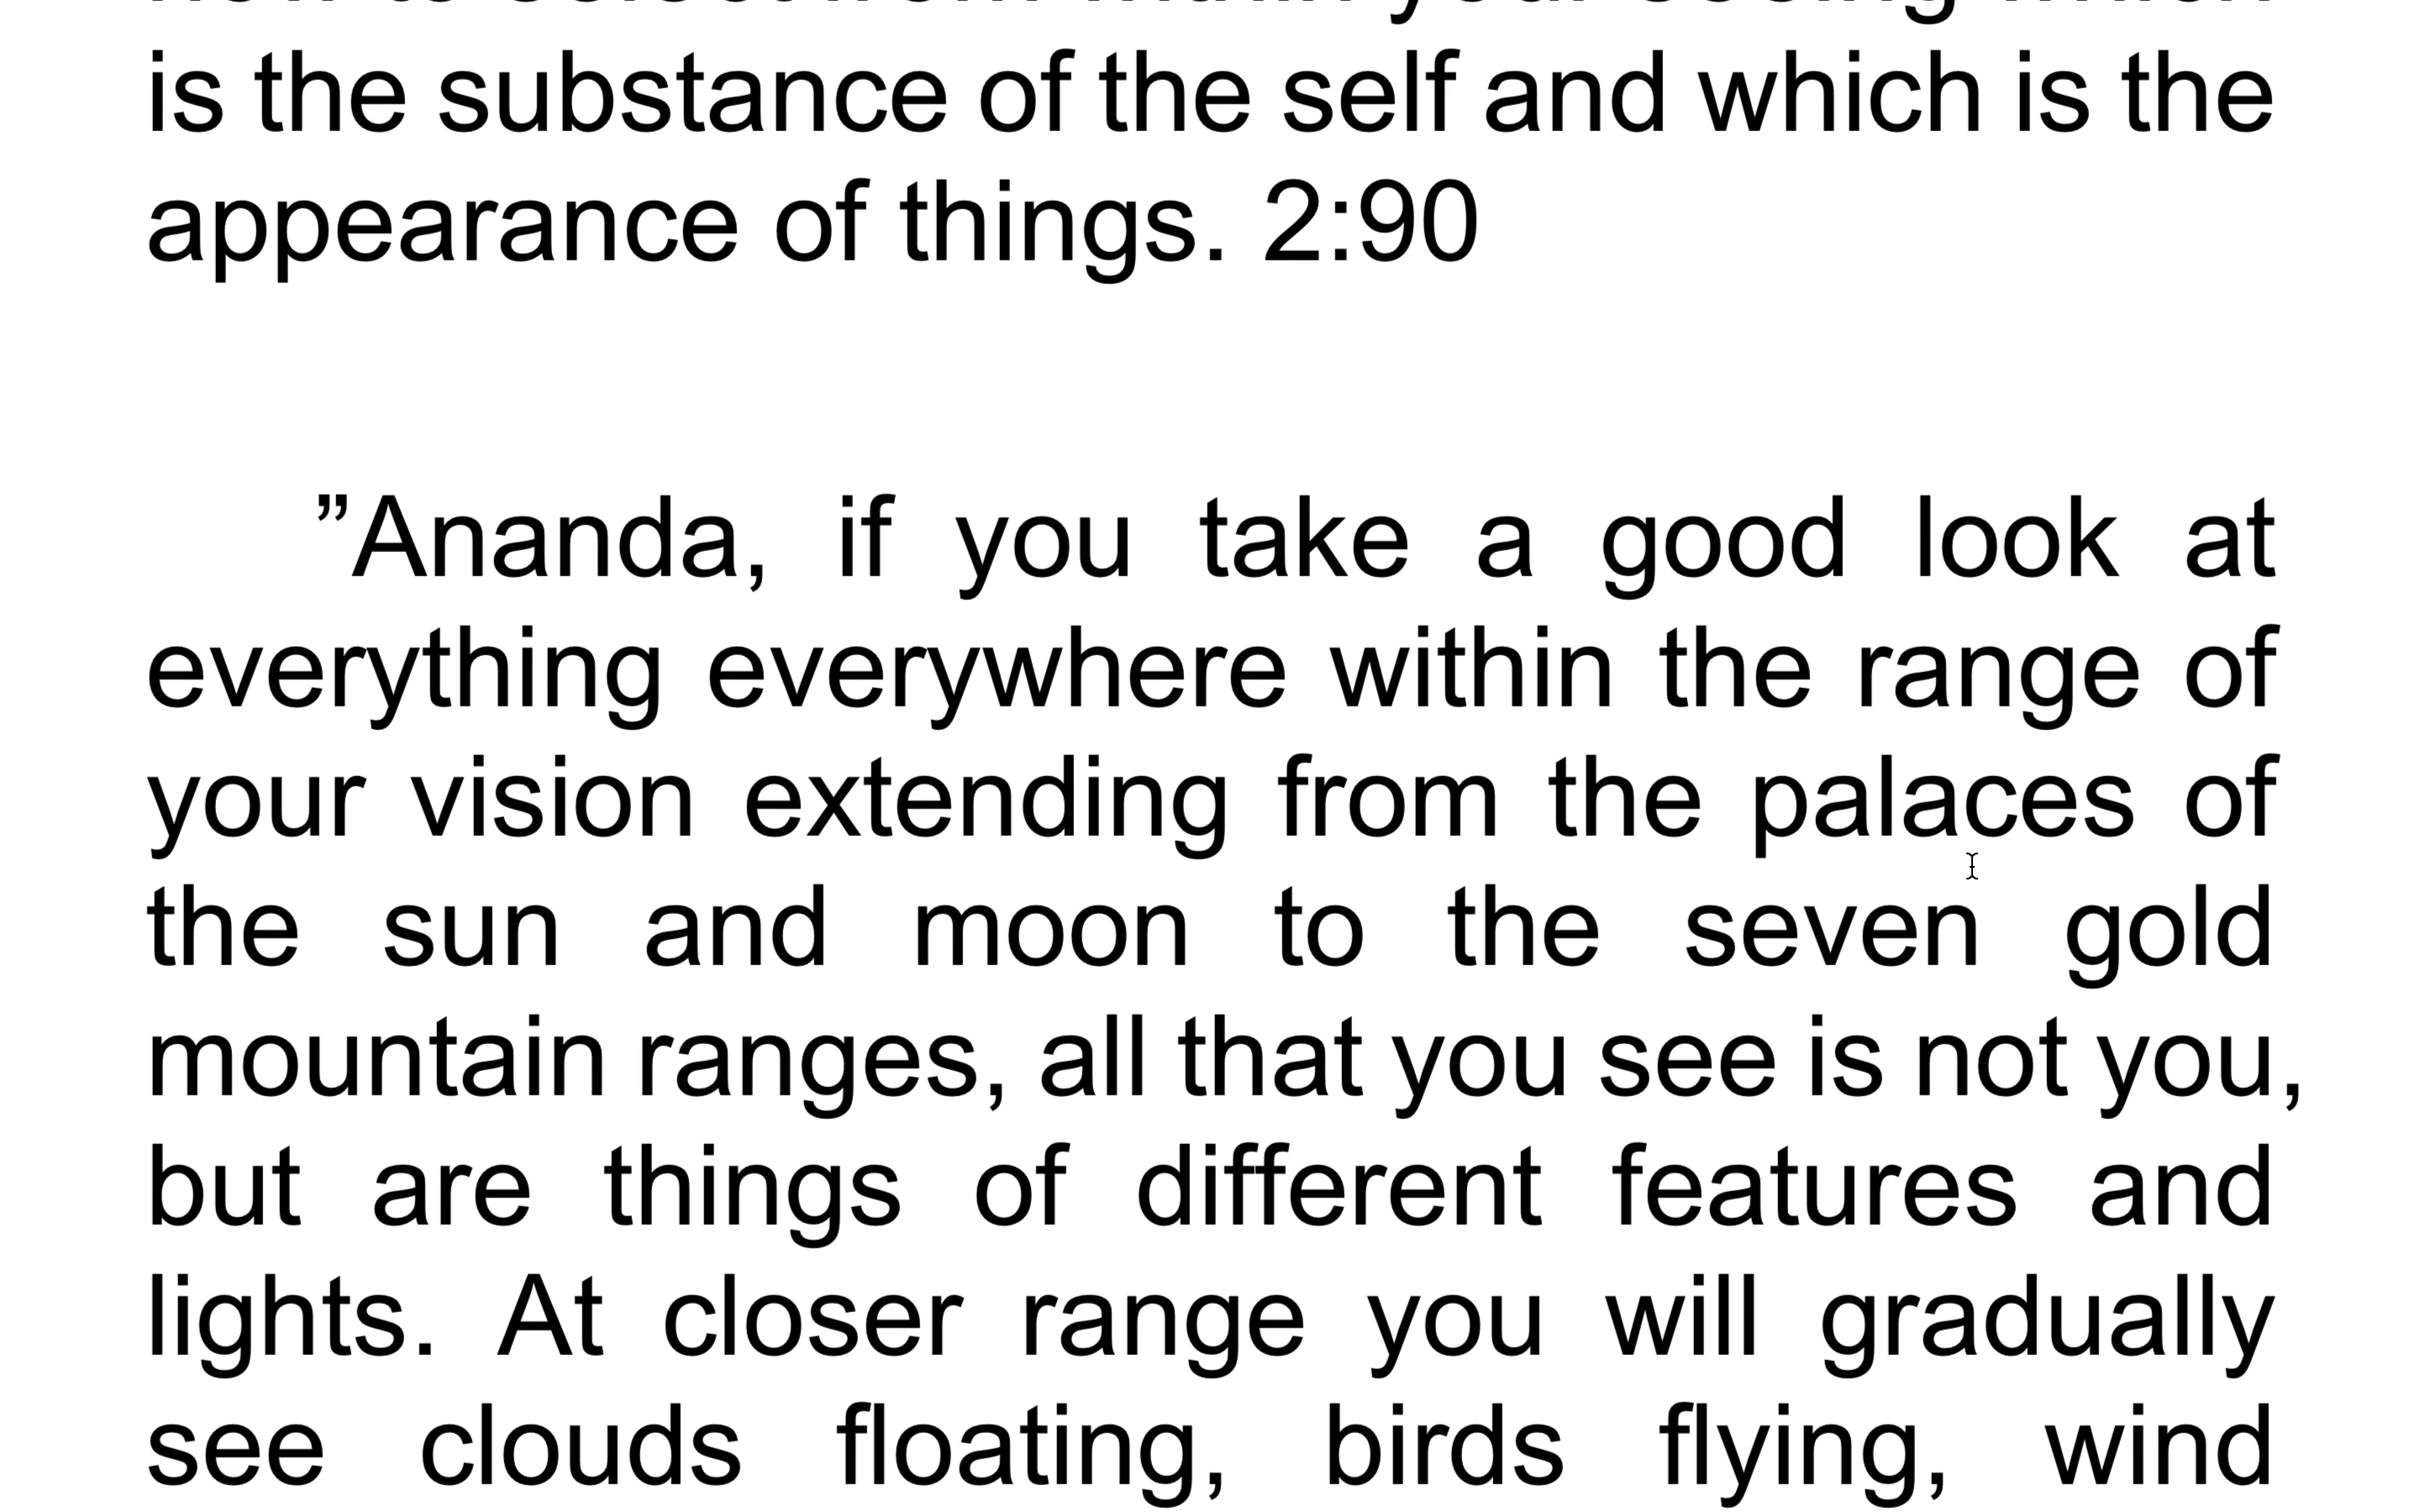 is the substance of the self and which is the
appearance of things. 2:90
”Ananda, if you take a good look at
everything everywhere within the range of
your vision extending from the palaces of
the sun and moon to the seven gold
mountain ranges, all that you see is not you,
but are things of different features and
lights. At closer range you will gradually
see clouds floating, birds flying, wind